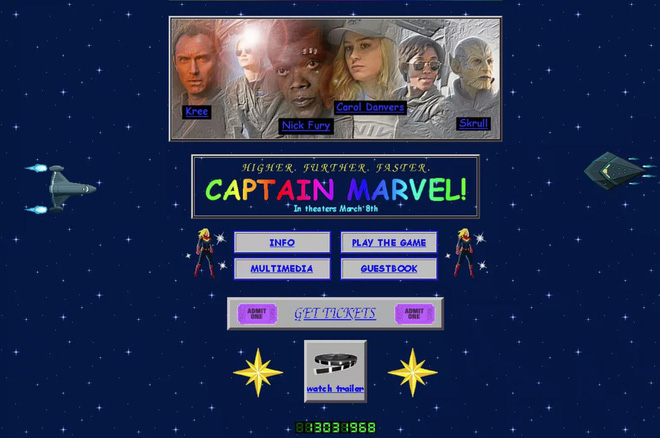 Kree
Nick Fury
Carol Danvers
Skrull
HIGHER. FURTHER. FASTER.
CAPTAIN MARVEL!
In theaters March 8th
INFO
PLAY THE GAME
MULTIMEDIA
GUESTBOOK
ADMIT ONE
GET TICKETS
ADMIT ONE
watch trailer
13031968